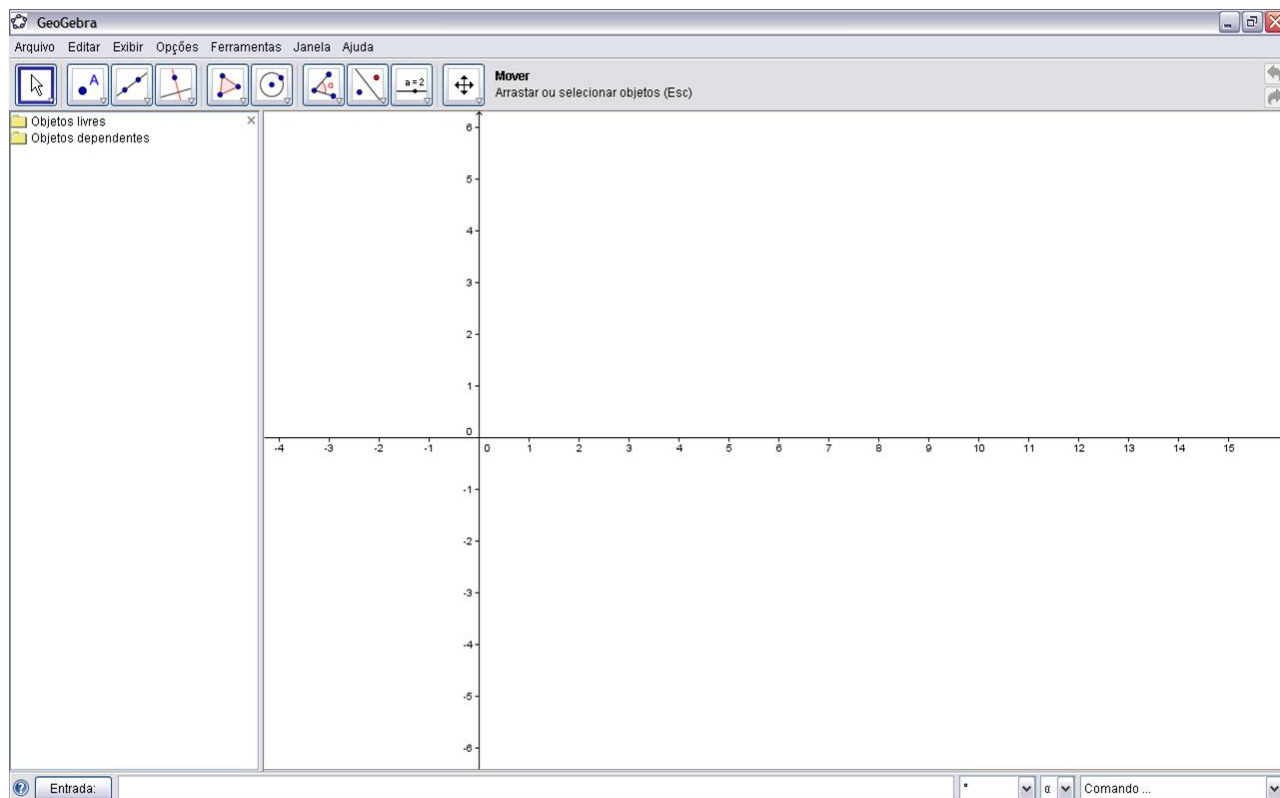 GeoGebra
Arquivo Editar Exibir Opções Ferramentas Janela Ajuda
A
α
a=2
Mover
Arrastar ou selecionar objetos (Esc)
Objetos livres
Objetos dependentes
6
5
4
3
2
1
0
-4 -3 -2 -1 0 1 2 3 4 5 6 7 8 9 10 11 12 13 14 15
-1
-2
-3
-4
-5
-6
Entrada: ° α Comando ...